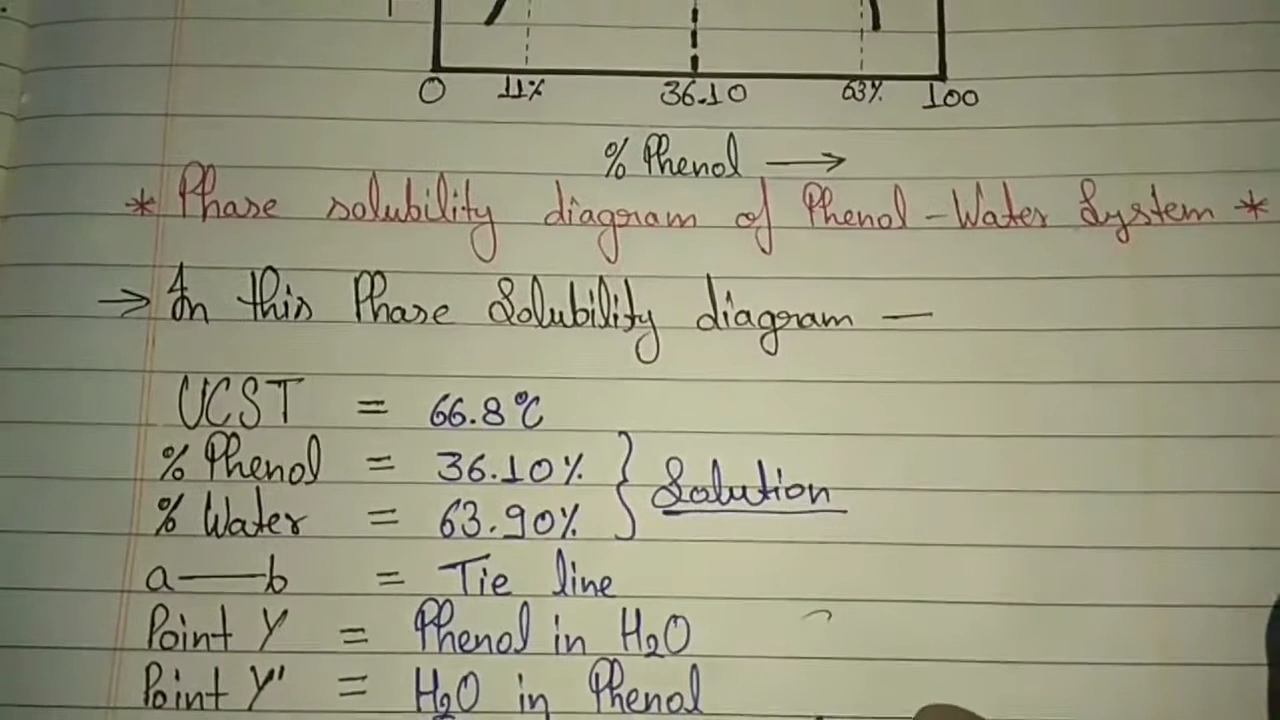 0 11% 36.10 63% 100
% Phenol →
* Phase solubility diagram of Phenol - Water System *
→ In this Phase Solubility diagram —
UCST = 66.8°C
% Phenol = 36.10%
% Water = 63.90% } Solution
a—b = Tie line
Point Y = Phenol in H₂O
Point Y' = H₂O in Phenol